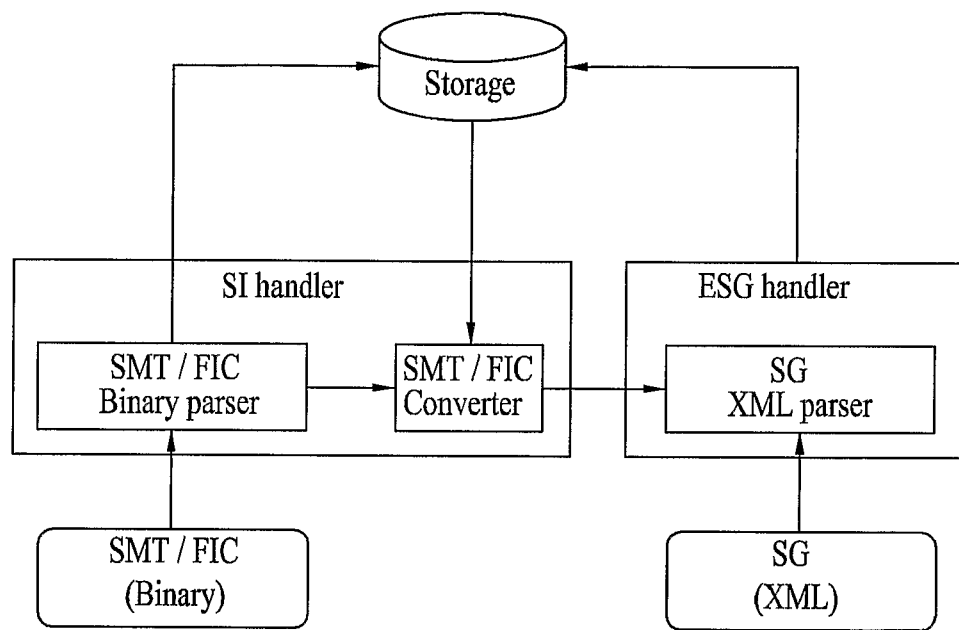 Storage
SI handler
ESG handler
SMT / FIC
Binary parser
SMT / FIC
Converter
SG
XML parser
SMT / FIC
(Binary)
SG
(XML)